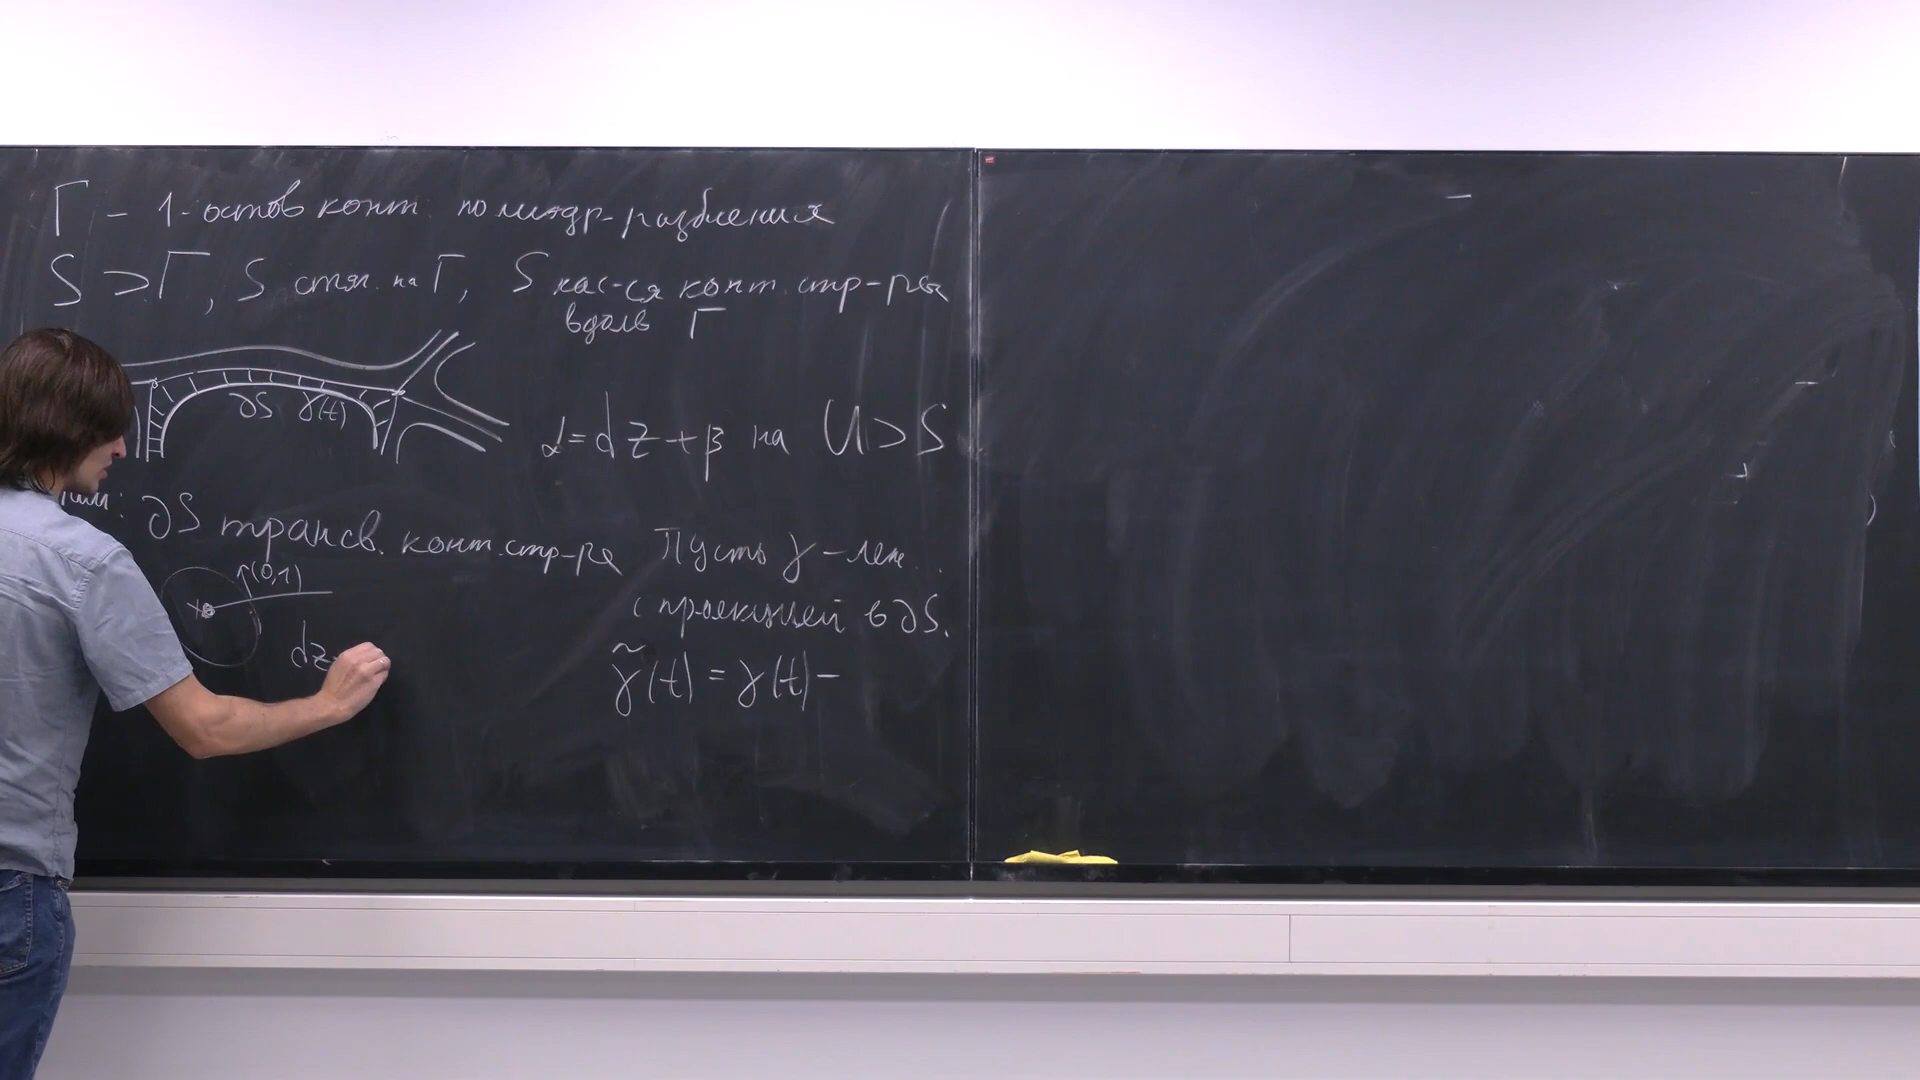 Γ – 1-остов конт. полиэдр-разбиения
S ⊃ Γ, S стяг. на Γ, S кас-ся конт. стр-ры
вдоль Γ
∂S γ(t)
α = dz + β на U ⊃ S
∂S трансв. конт. стр-ре
Пусть γ – леж...
с проекцией в ∂S.
(0,1)
dz
γ̃(t) = γ(t) –